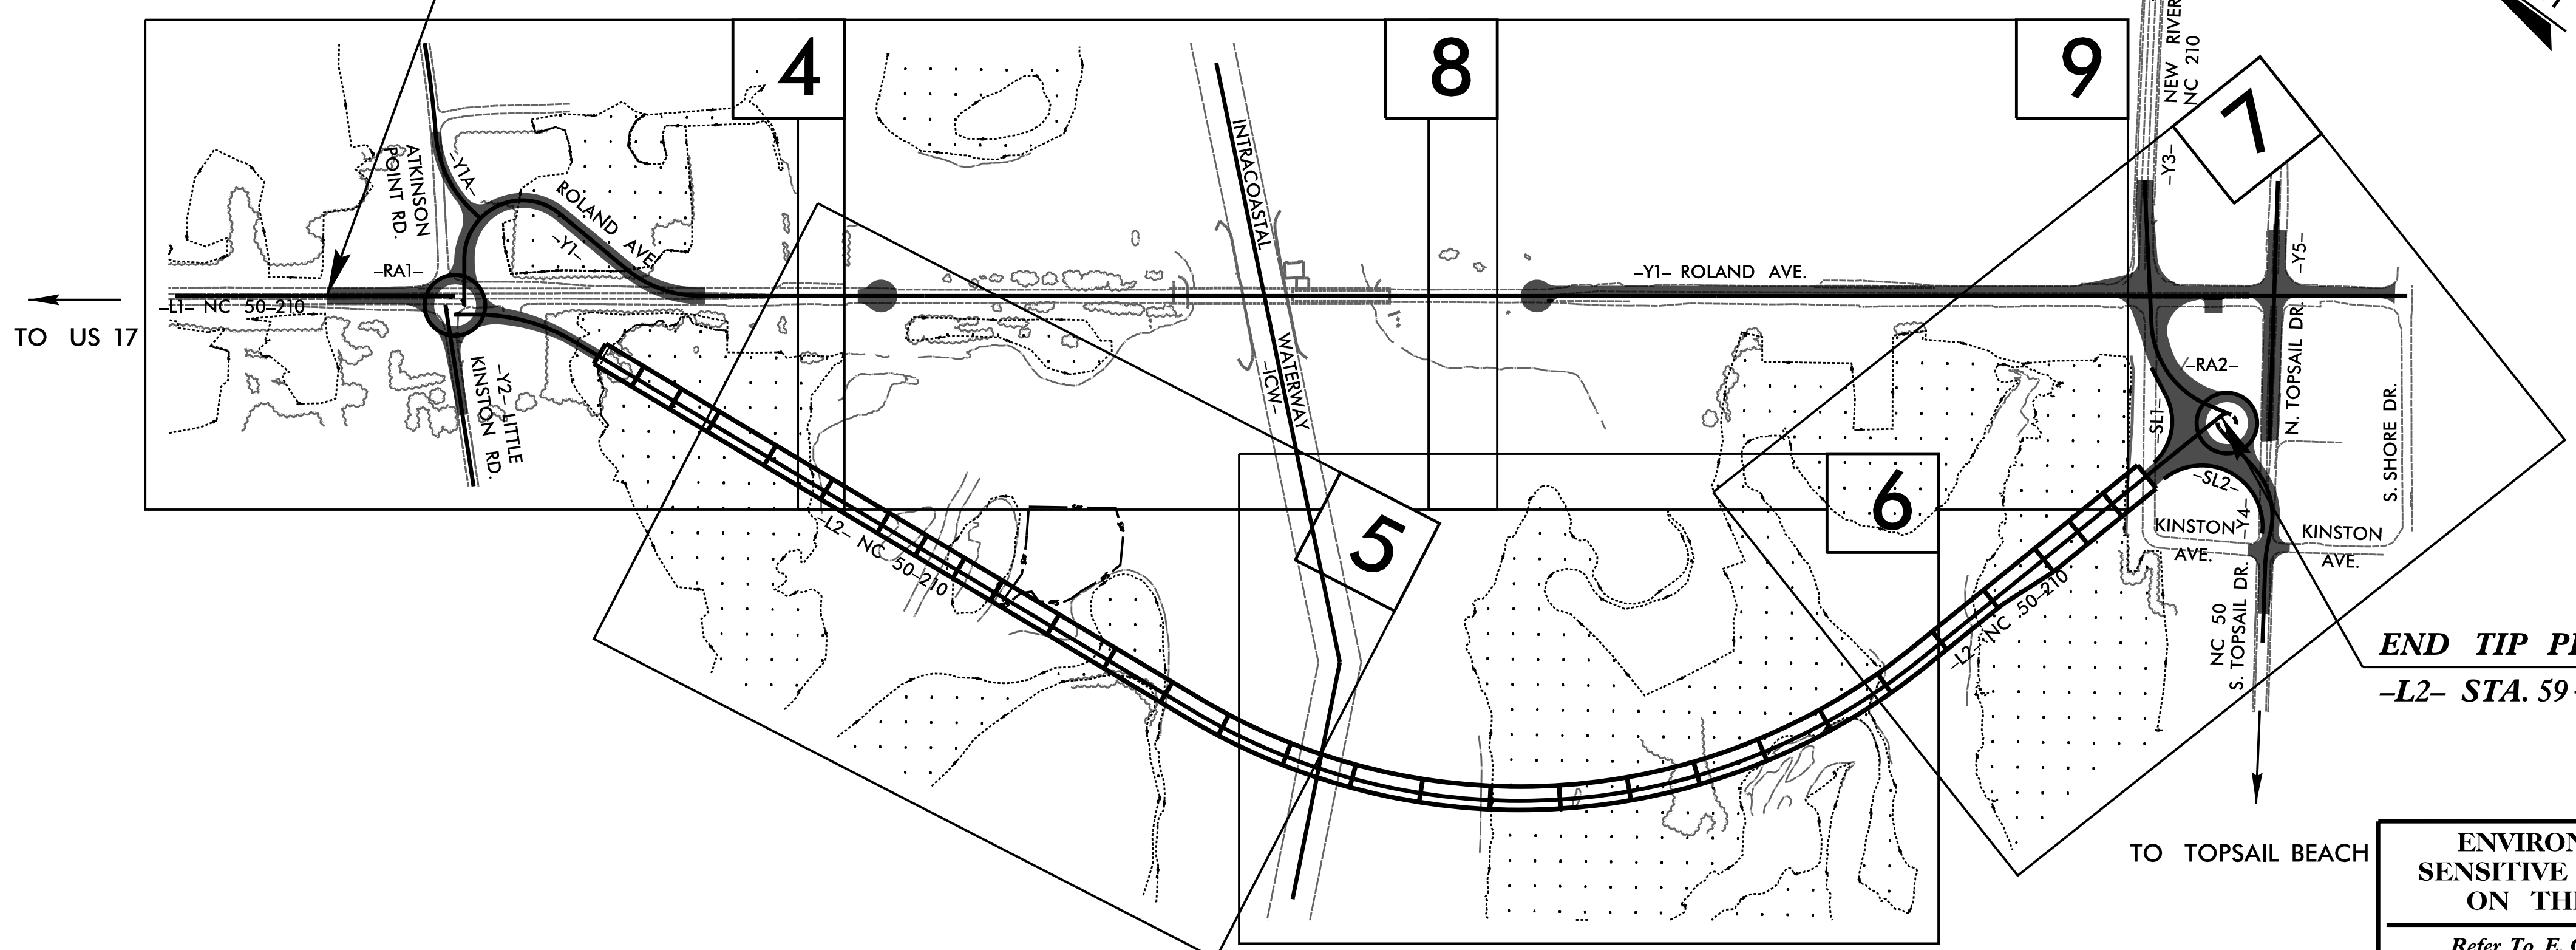 4
8
9
NEW RIVER
NC 210
7
–Y3–
INTRACOASTAL
WATERWAY
–ICW–
ATKINSON
POINT RD.
–Y1A–
ROLAND AVE.
–Y1–
–RA1–
–L1– NC 50–210
TO US 17
–Y1– ROLAND AVE.
–Y5–
–Y2– LITTLE
KINSTON RD.
–RA2–
N. TOPSAIL DR.
S. SHORE DR.
–SL1–
–SL2–
6
5
–L2– NC 50–210
–Y4–
KINSTON
AVE.
KINSTON
AVE.
–L2– NC 50–210
NC 50
S. TOPSAIL DR.
END TIP
–L2– STA. 59
TO TOPSAIL BEACH
SENSITIVE
Refer To E.